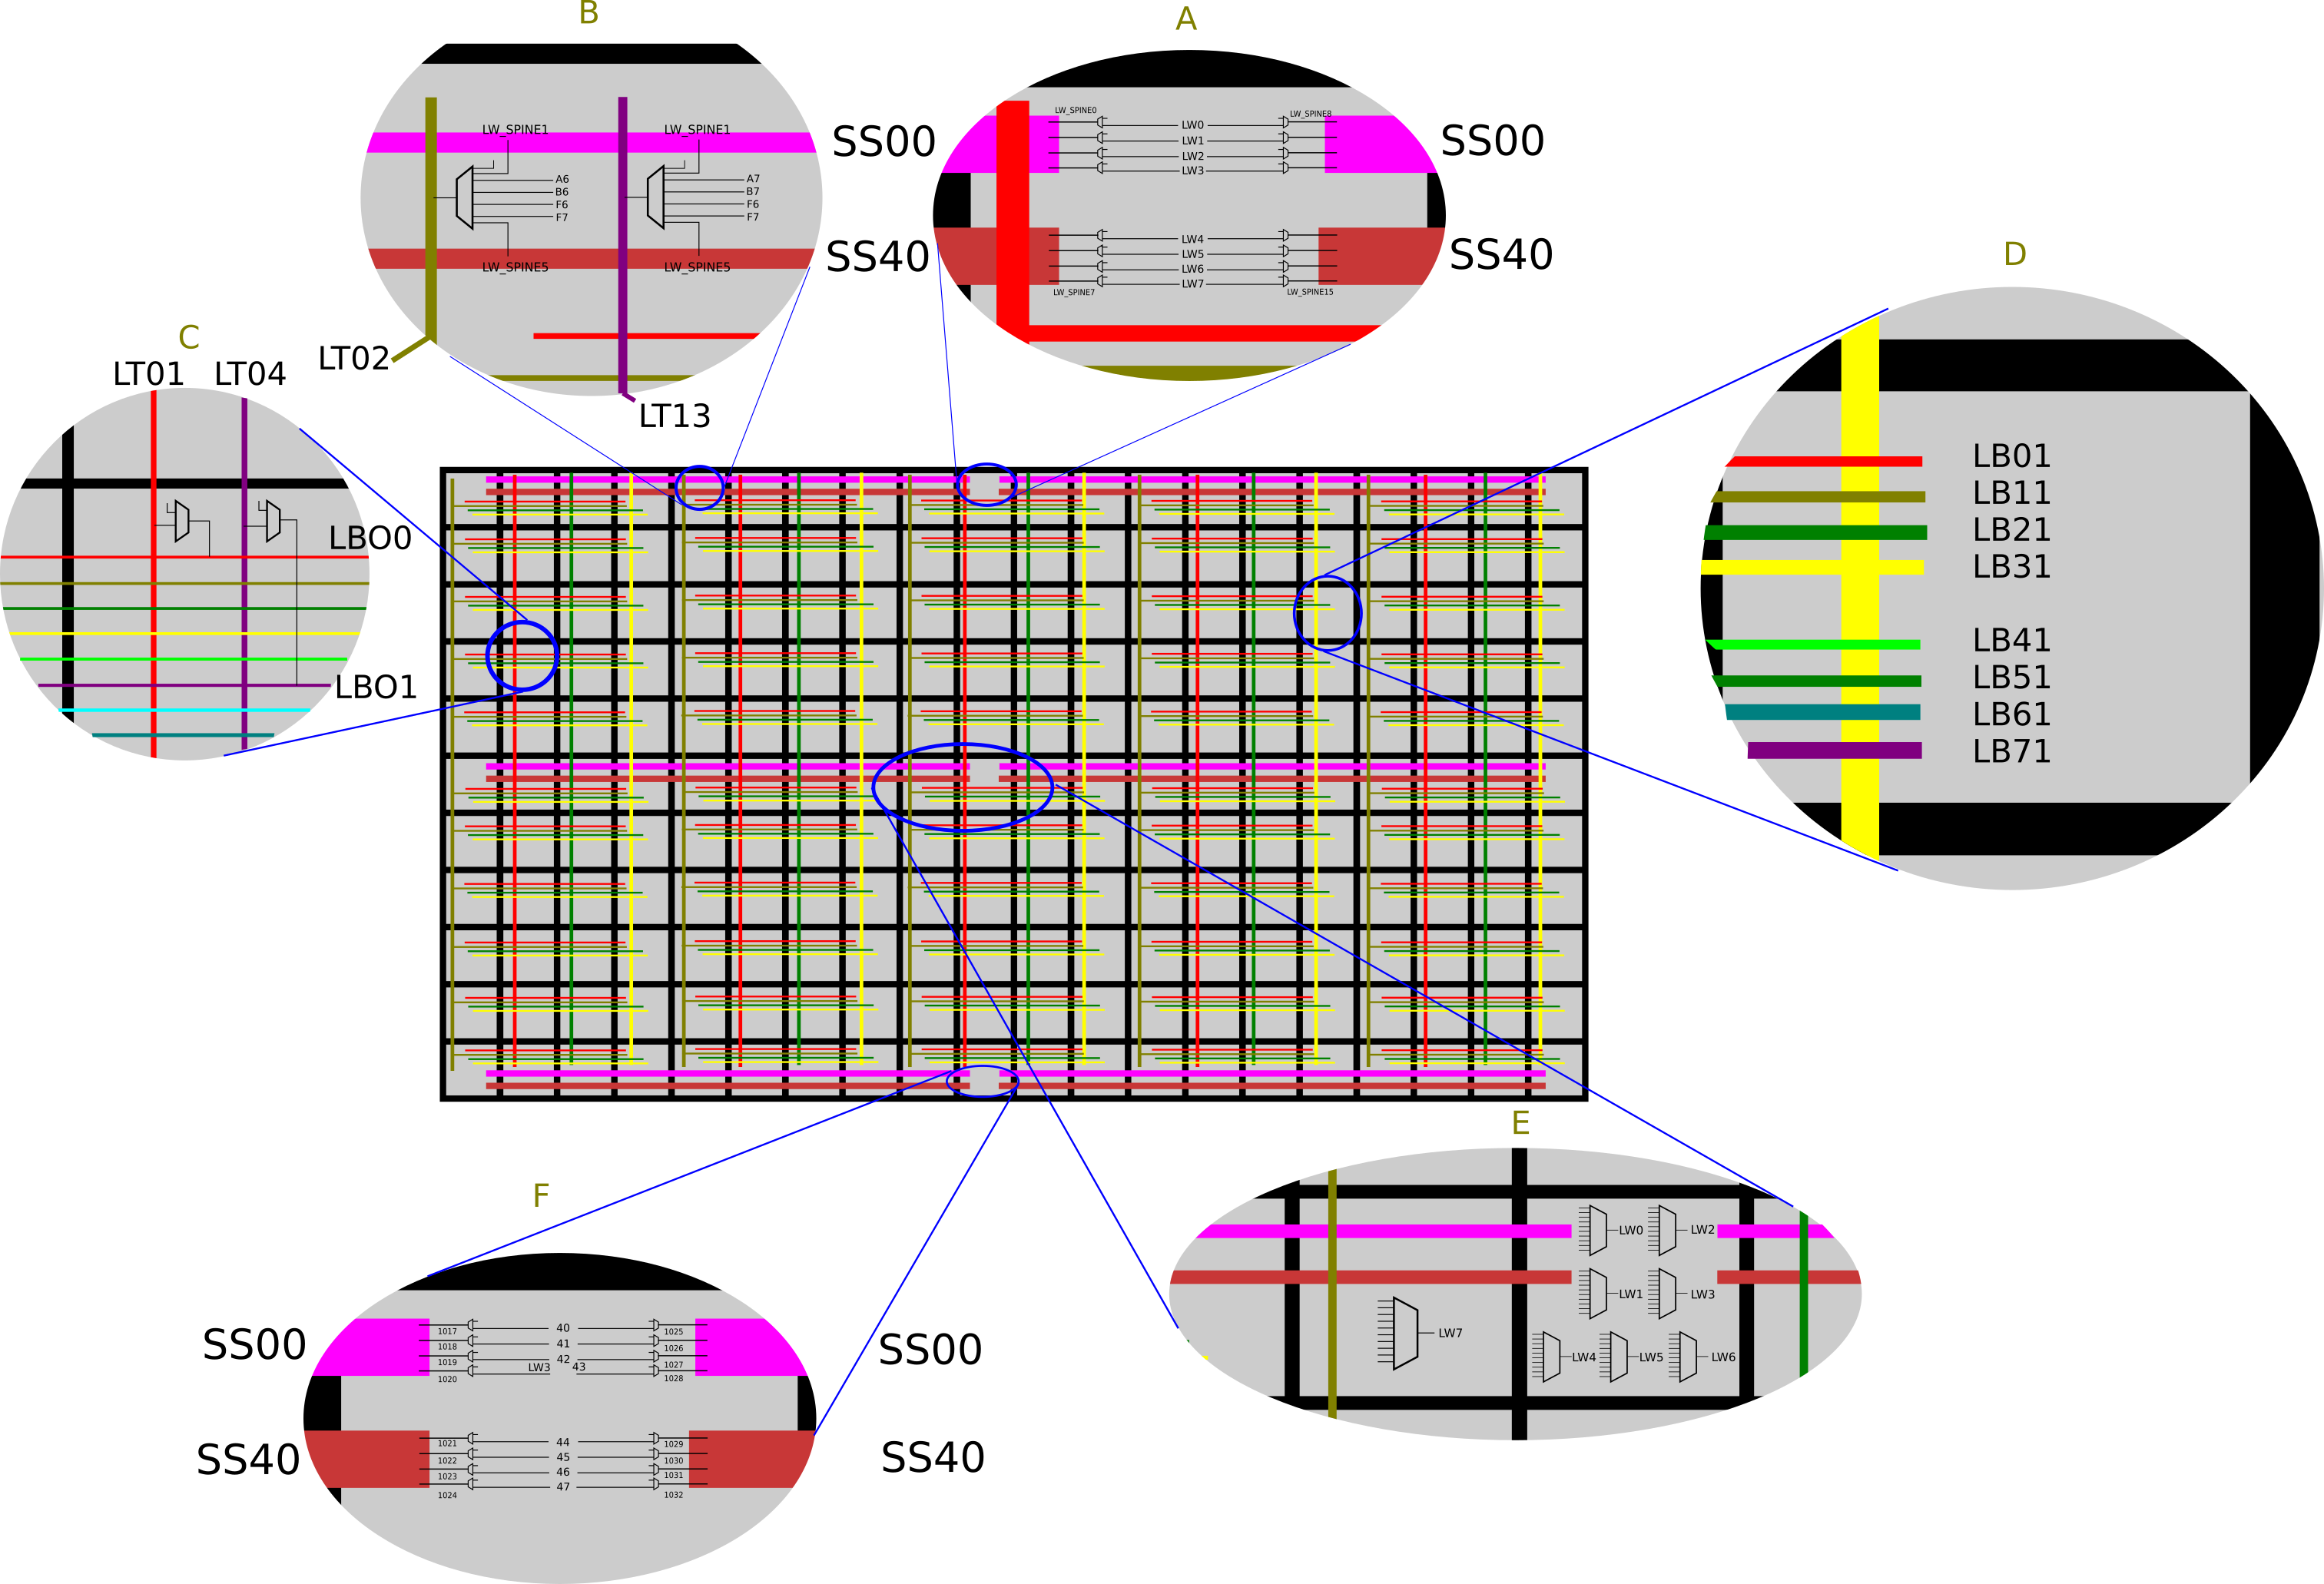 B
LW_SPINE1 LW_SPINE1
A6 A7
B6 B7
F6 F6
F7 F7
LW_SPINE5 LW_SPINE5
LT02
LT13
A
LW_SPINE0 LW_SPINE8
SS00 SS00
LW0
LW1
LW2
LW3
SS40 SS40
LW4
LW5
LW6
LW7
LW_SPINE7 LW_SPINE15
C
LT01 LT04
LBO0
LBO1
D
LB01
LB11
LB21
LB31
LB41
LB51
LB61
LB71
E
LW0 LW2
LW1 LW3
LW7
LW4 LW5 LW6
F
SS00 SS00
1017 40 1025
1018 41 1026
1019 42 1027
1020 LW3 43 1028
SS40 SS40
1021 44 1029
1022 45 1030
1023 46 1031
1024 47 1032